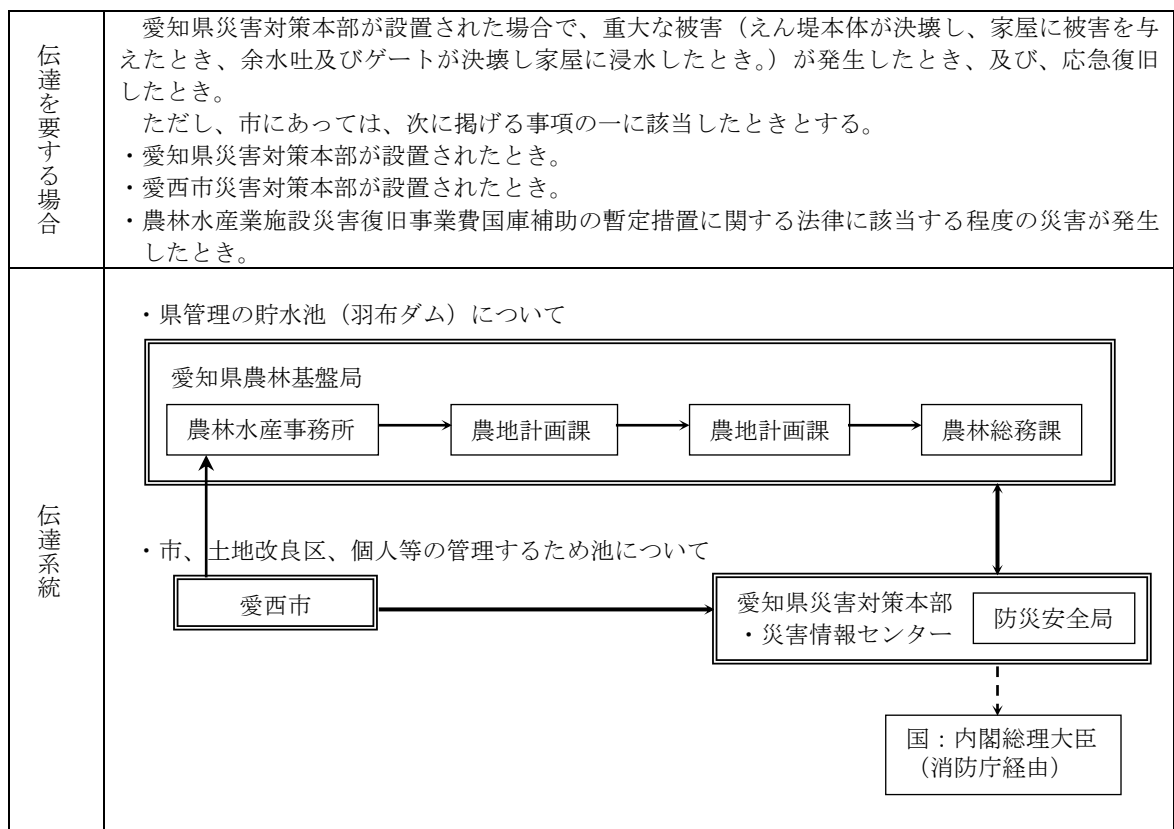 伝達を要する場合
愛知県災害対策本部が設置された場合で、重大な被害（えん堤本体が決壊し、家屋に被害を与
えたとき、余水吐及びゲートが決壊し家屋に浸水したとき。）が発生したとき、及び、応急復旧
したとき。
ただし、市にあっては、次に掲げる事項の一に該当したときとする。
・愛知県災害対策本部が設置されたとき。
・愛西市災害対策本部が設置されたとき。
・農林水産業施設災害復旧事業費国庫補助の暫定措置に関する法律に該当する程度の災害が発生
したとき。
伝達系統
・県管理の貯水池（羽布ダム）について
愛知県農林基盤局
農林水産事務所
農地計画課
農地計画課
農林総務課
・市、土地改良区、個人等の管理するため池について
愛西市
愛知県災害対策本部
・災害情報センター
防災安全局
国：内閣総理大臣
（消防庁経由）